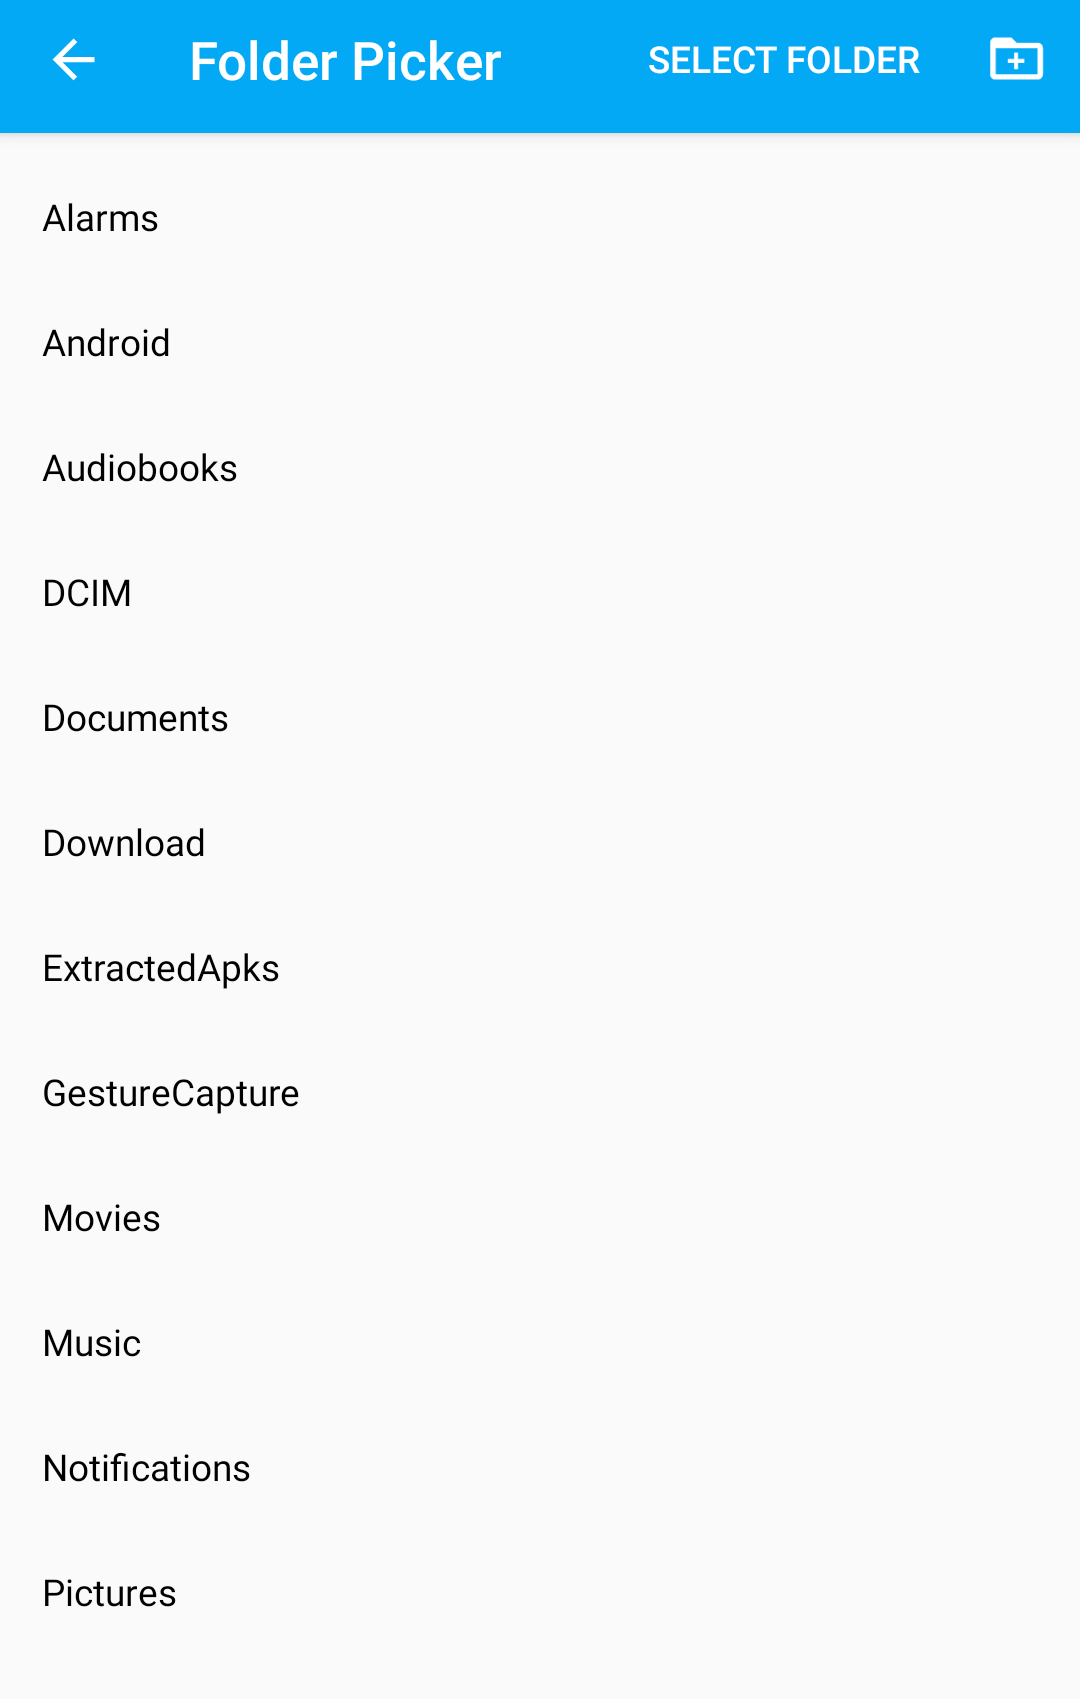 Folder Picker SELECT FOLDER
Alarms
Android
Audiobooks
DCIM
Documents
Download
ExtractedApks
GestureCapture
Movies
Music
Notifications
Pictures